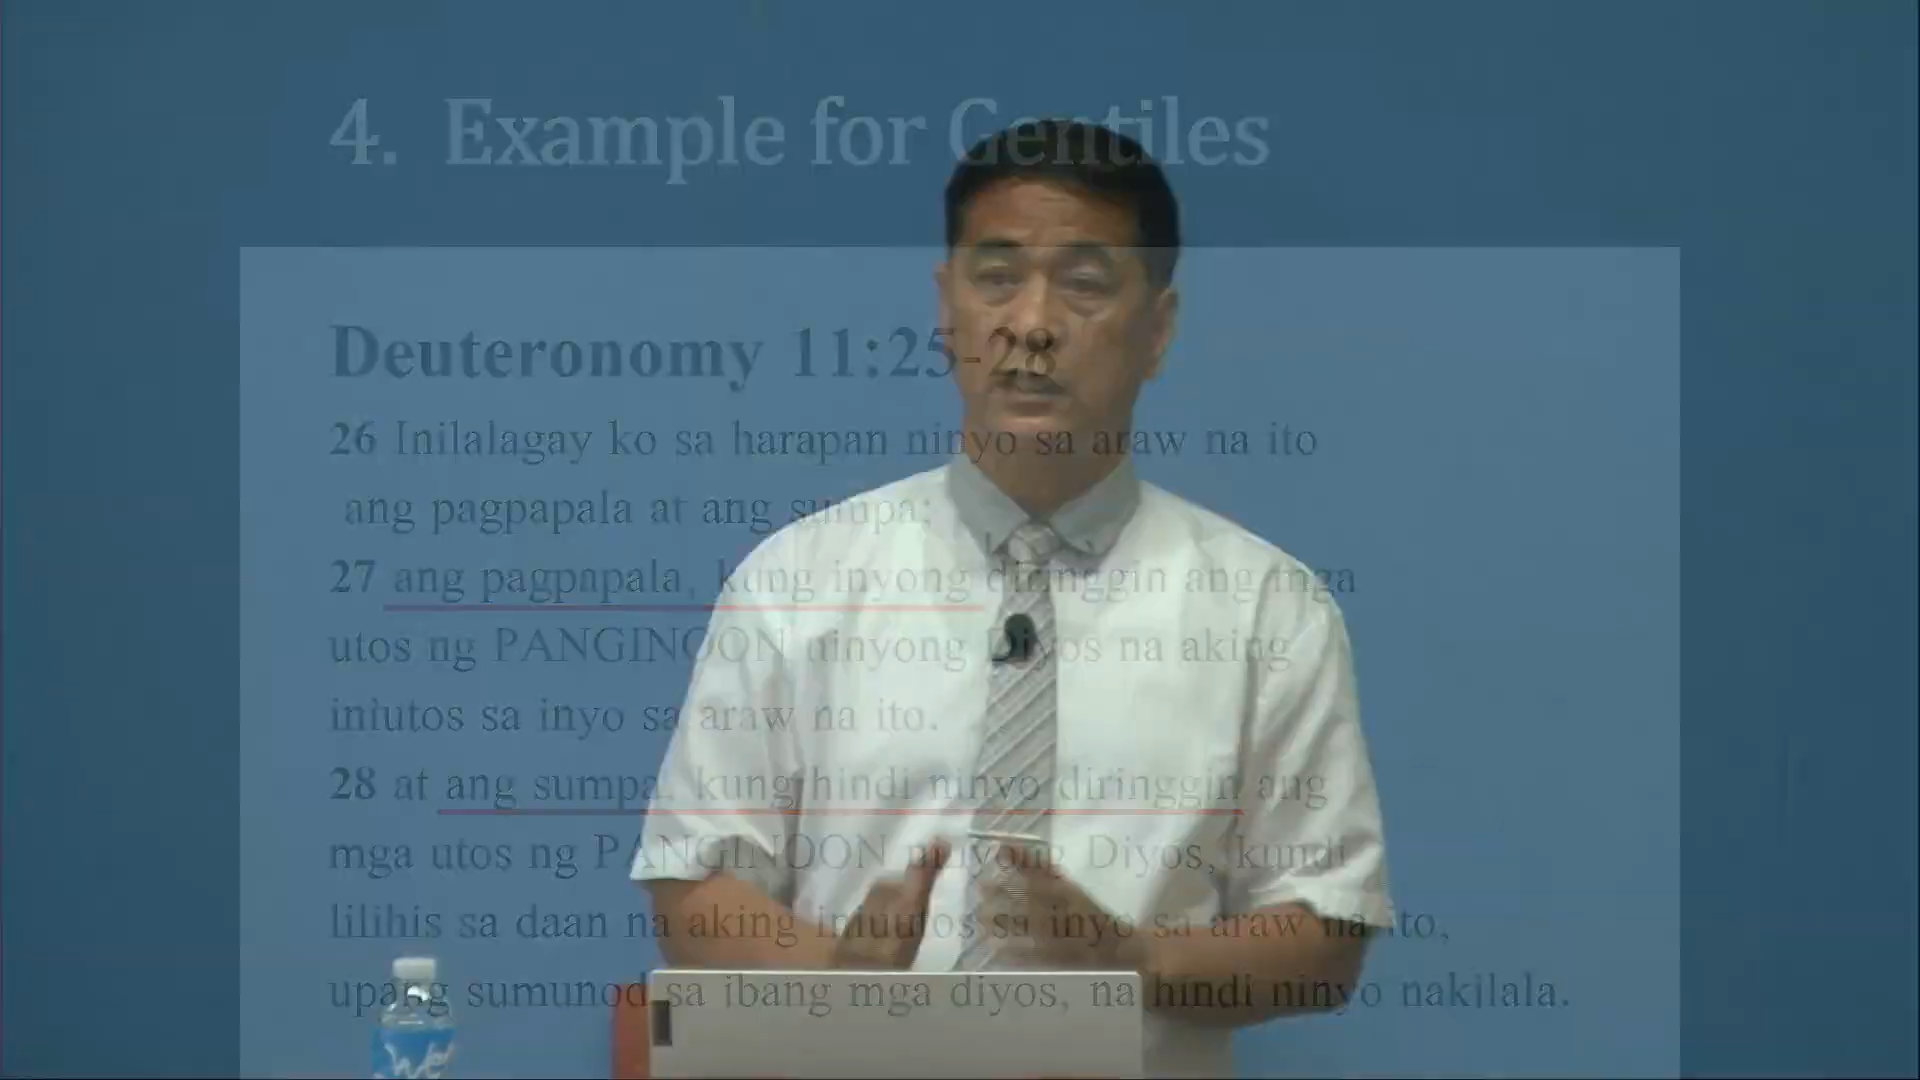 4. Example for Gentiles
Deuteronomy 11:25-28
26 Inilalagay ko sa harapan ninyo sa araw na ito
ang pagpapala at ang sumpa;
27 ang pagpapala, kung inyong diringgin ang mga
utos ng PANGINOON ninyong Diyos na aking
iniutos sa inyo sa araw na ito.
28 at ang sumpa, kung hindi ninyo diringgin ang
mga utos ng PANGINOON ninyong Diyos, kundi
lilihis sa daan na aking iniuutos sa inyo sa araw na ito,
upang sumunod sa ibang mga diyos, na hindi ninyo nakilala.